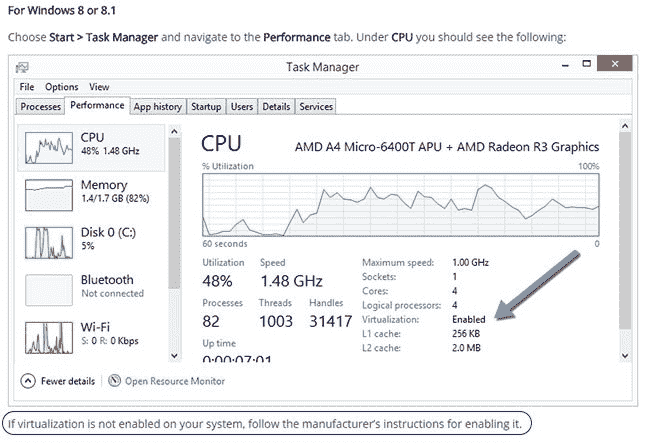 For Windows 8 or 8.1
Choose Start > Task Manager and navigate to the Performance tab. Under CPU you should see the following:
Task Manager
File Options View
Processes Performance App history Startup Users Details Services
CPU
48% 1.48 GHz
Memory
1.4/1.7 GB (82%)
Disk 0 (C:)
5%
Bluetooth
Not connected
Wi-Fi
S: 0 R: 0 Kbps
CPU AMD A4 Micro-6400T APU + AMD Radeon R3 Graphics
% Utilization 100%
60 seconds 0
Utilization Speed
48% 1.48 GHz
Processes Threads Handles
82 1003 31417
Up time
0:00:07:01
Maximum speed: 1.00 GHz
Sockets: 1
Cores: 4
Logical processors: 4
Virtualization: Enabled
L1 cache: 256 KB
L2 cache: 2.0 MB
Fewer details Open Resource Monitor
If virtualization is not enabled on your system, follow the manufacturer's instructions for enabling it.